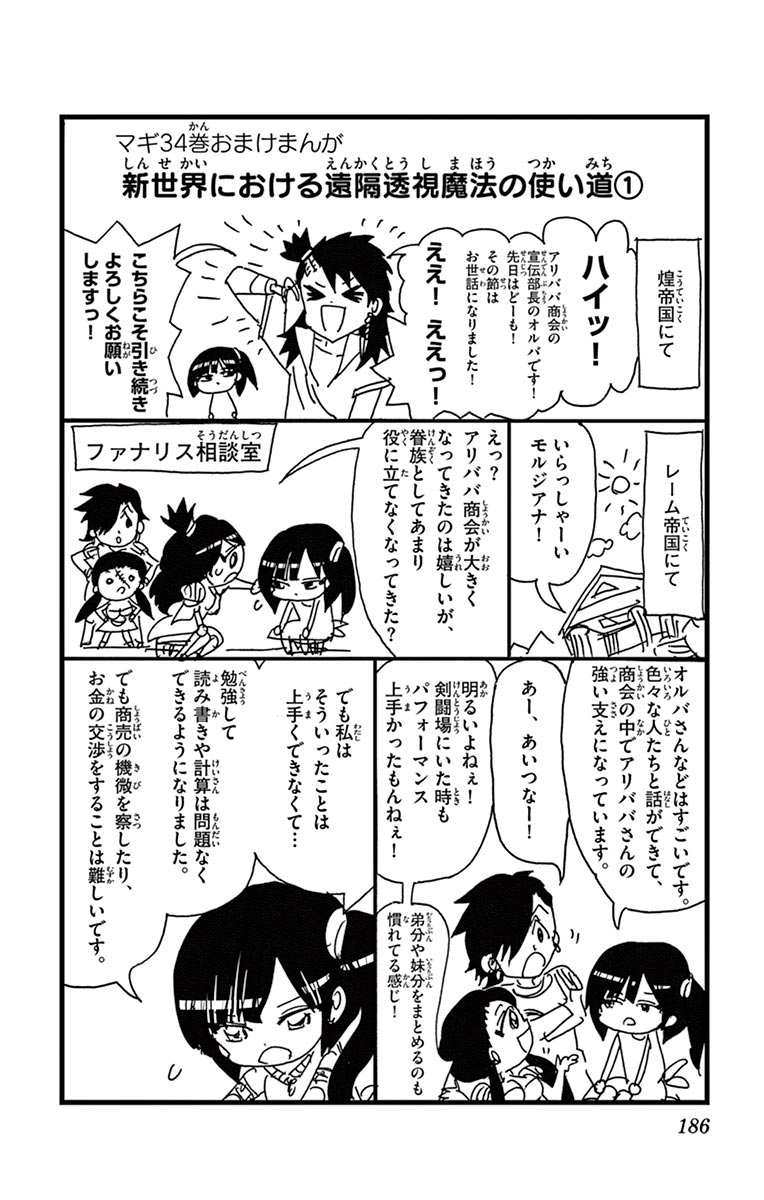 マギ34巻おまけまんが
新世界における遠隔透視魔法の使い道①
煌帝国にて
ハイッ！
アリババ商会の
宣伝部長のオルバです！
先日はどーも！
その節は
お世話になりました！
ええ！ええっ！
こちらこそ引き続き
よろしくお願い
しますっ！
レーム帝国にて
いらっしゃーい
モルジアナ！
えっ？
アリババ商会が大きく
なってきたのは嬉しいが、
眷族としてあまり
役に立てなくなってきた？
ファナリス相談室
オルバさんなどはすごいです。
色々な人たちと話ができて、
商会の中でアリババさんの
強い支えになっています。
あー、あいつなー！
明るいよねぇ！
剣闘場にいた時も
パフォーマンス
上手かったもんねぇ！
弟分や妹分をまとめるのも
慣れてる感じ！
でも私は
そういったことは
上手くできなくて…
勉強して
読み書きや計算は問題なく
できるようになりました。
でも商売の機微を察したり、
お金の交渉をすることは難しいです。
186